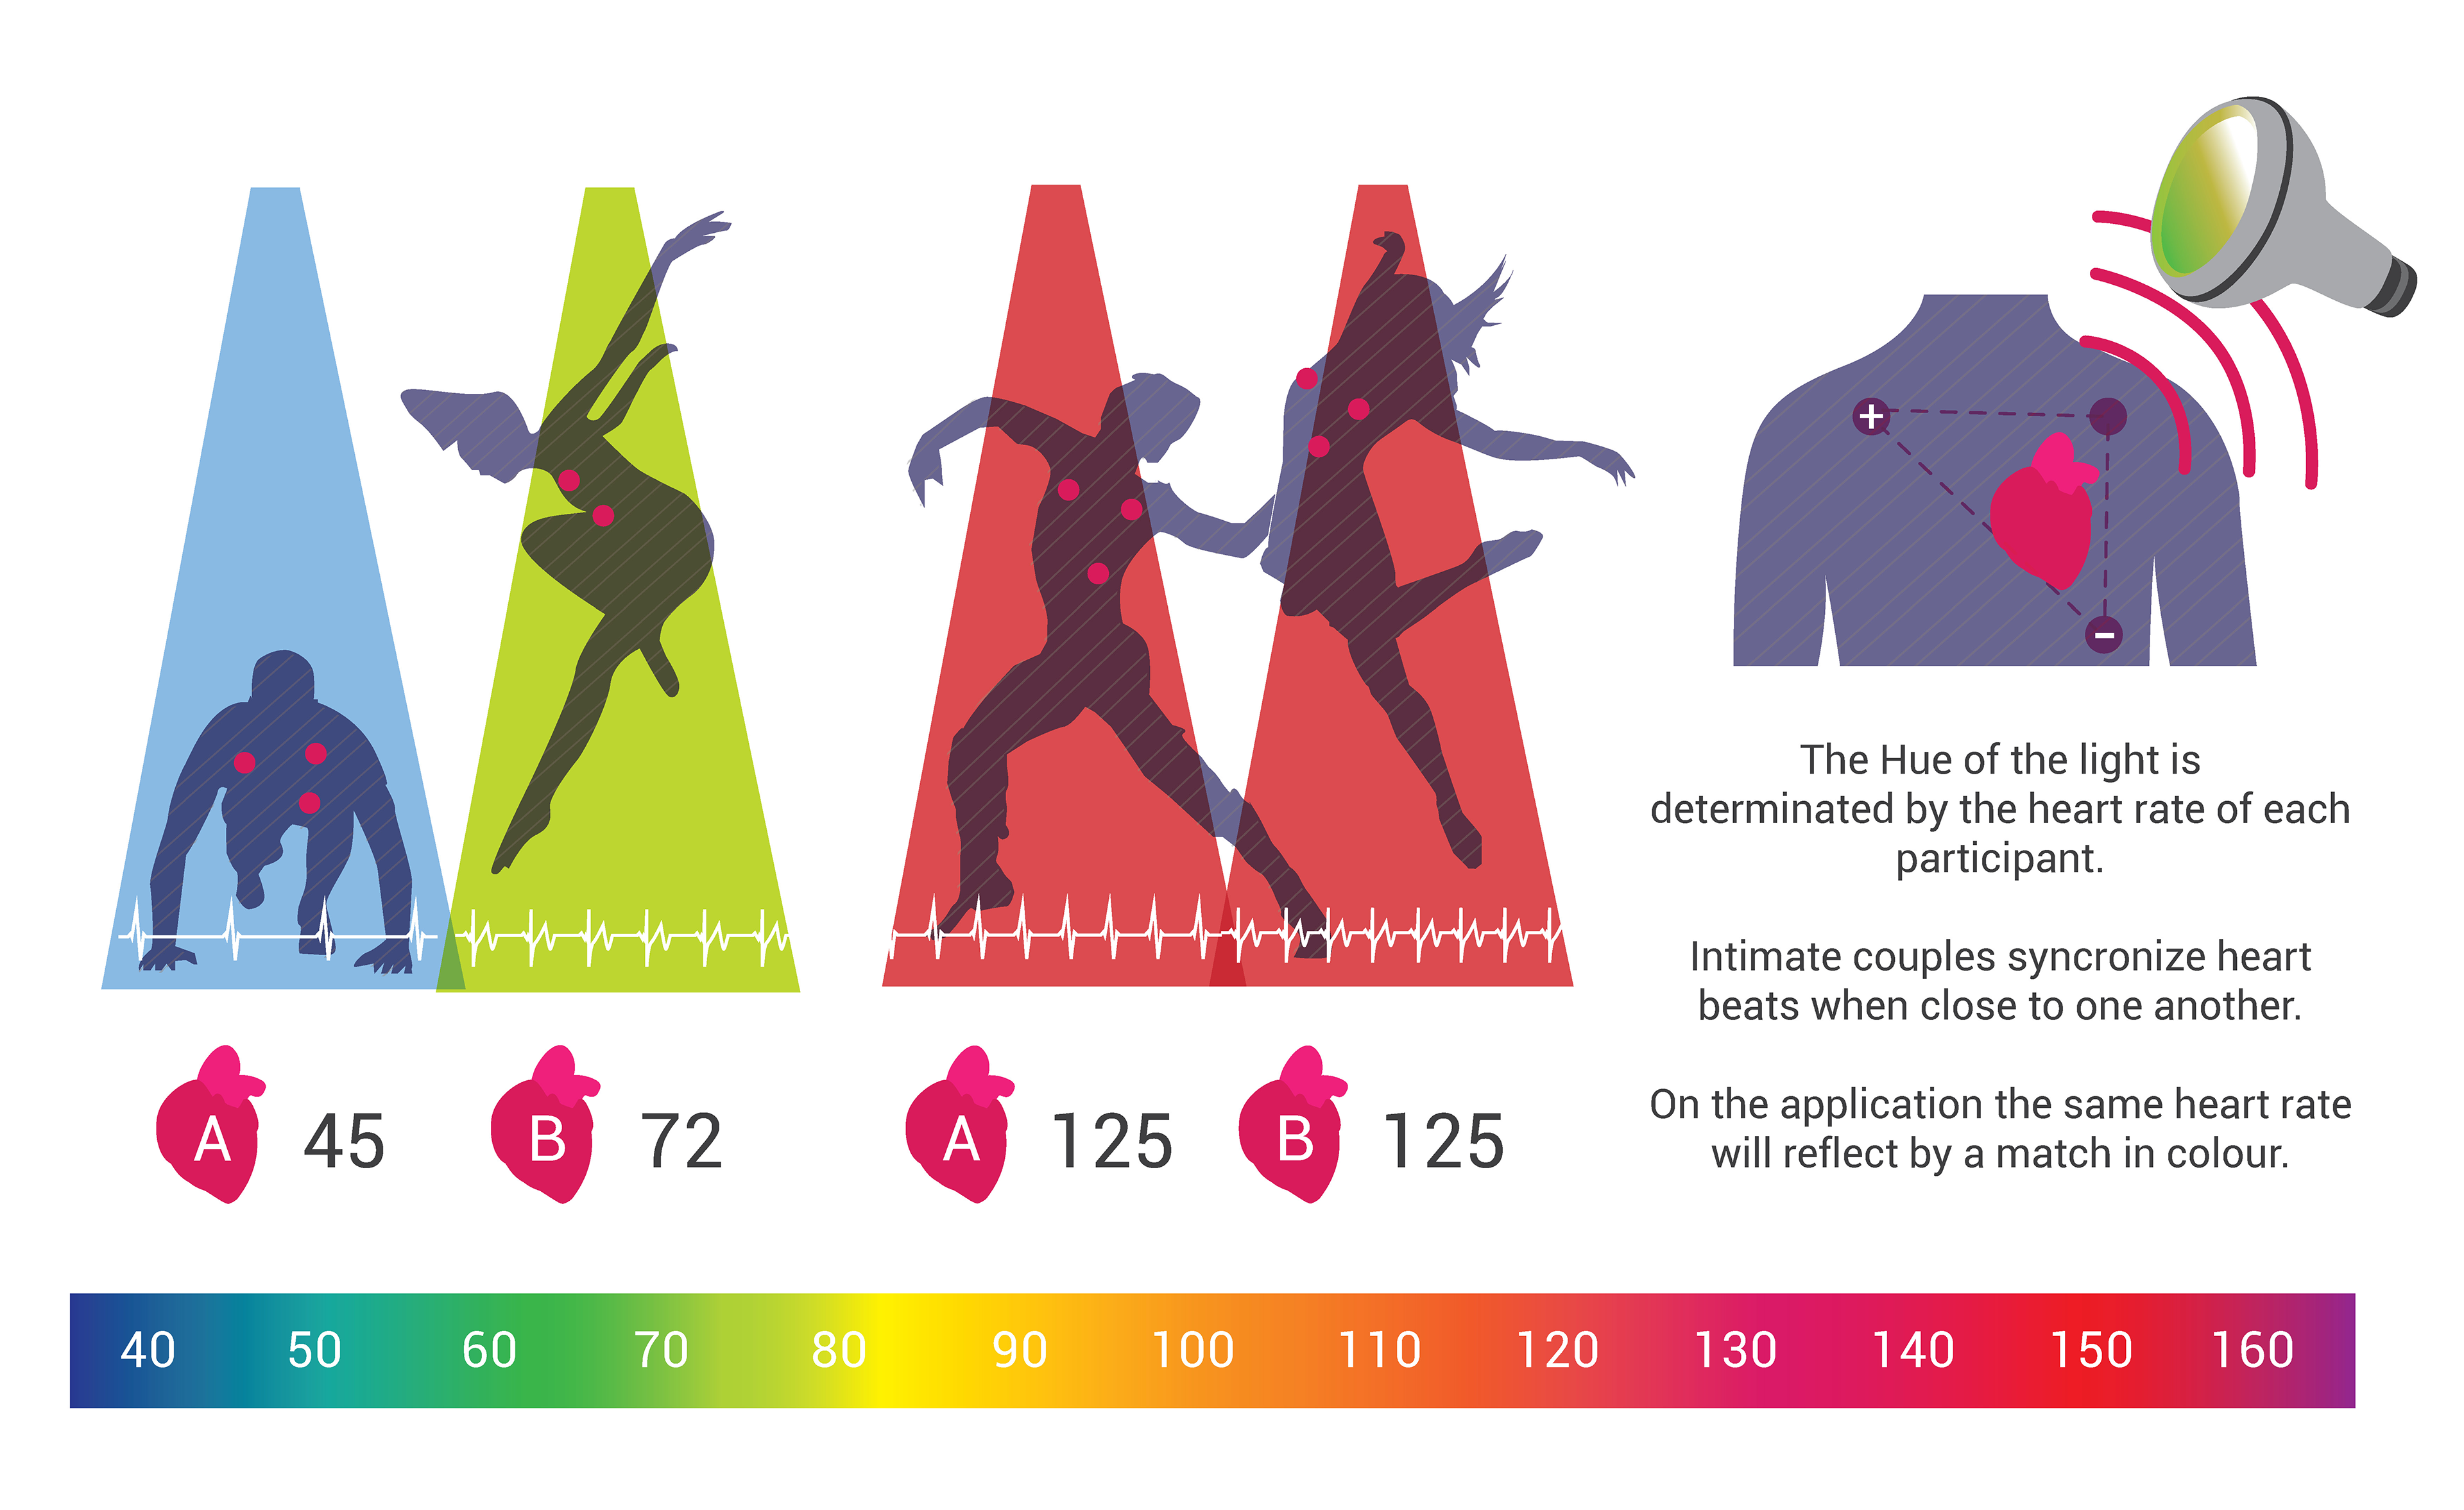 +
−
The Hue of the light is
determinated by the heart rate of each
participant.
Intimate couples syncronize heart
beats when close to one another.
On the application the same heart rate
will reflect by a match in colour.
A 45 B 72 A 125 B 125
40 50 60 70 80 90 100 110 120 130 140 150 160